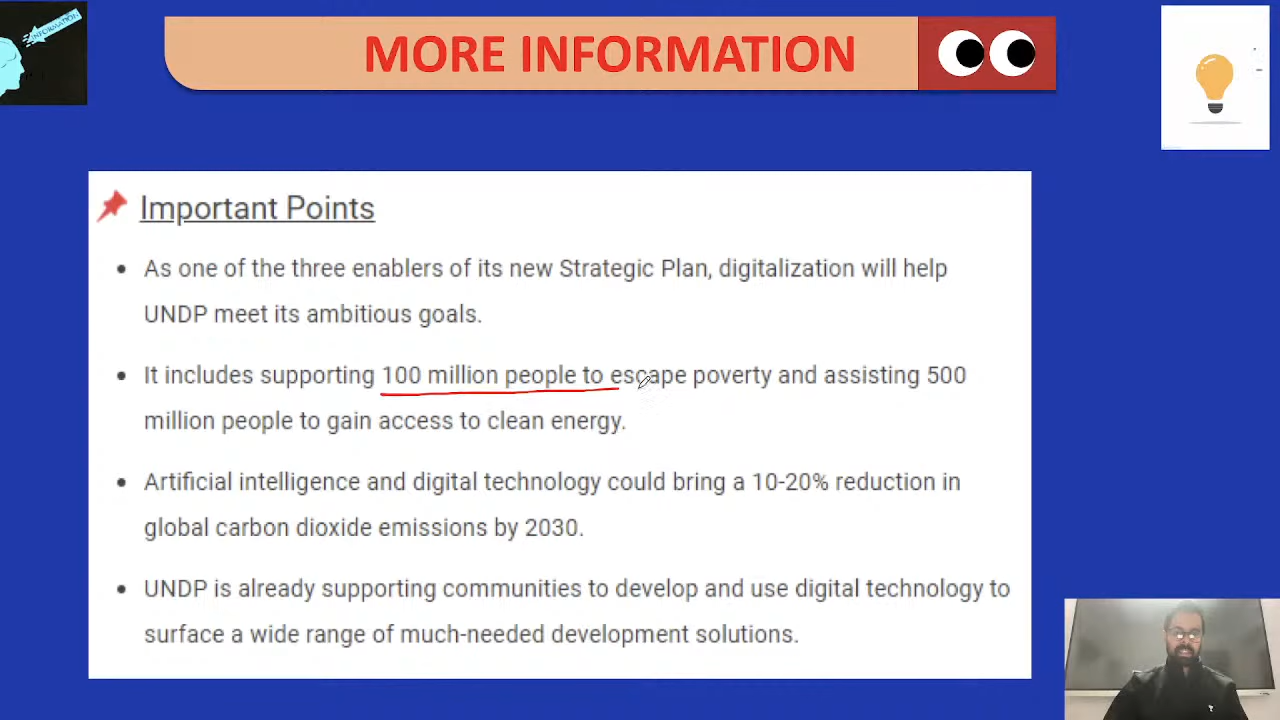 INFORMATION
MORE INFORMATION
Important Points
As one of the three enablers of its new Strategic Plan, digitalization will help
UNDP meet its ambitious goals.
It includes supporting 100 million people to escape poverty and assisting 500
million people to gain access to clean energy.
Artificial intelligence and digital technology could bring a 10-20% reduction in
global carbon dioxide emissions by 2030.
UNDP is already supporting communities to develop and use digital technology to
surface a wide range of much-needed development solutions.